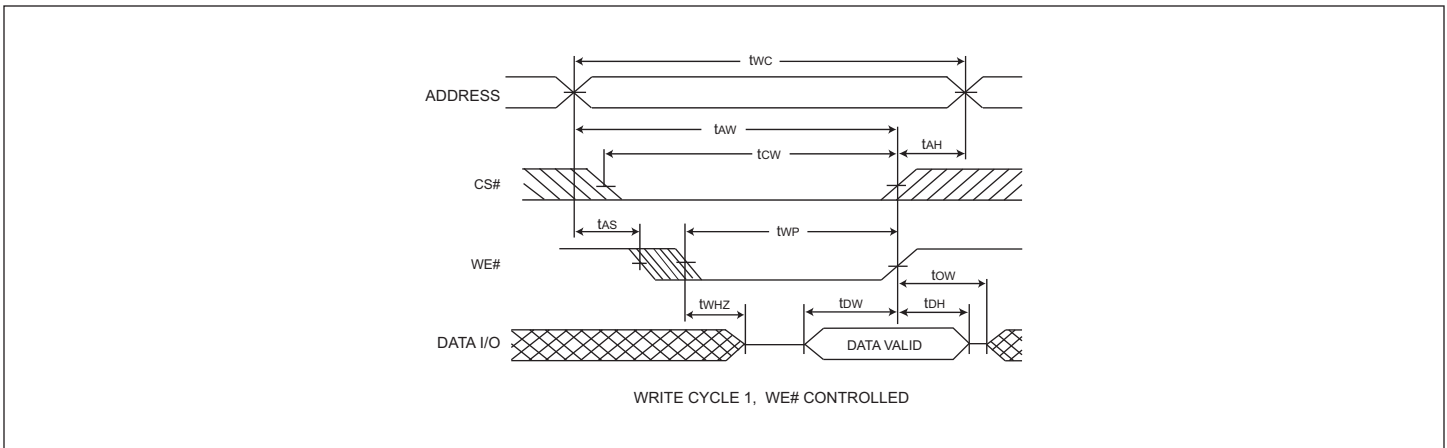 tWC
ADDRESS
tAW
tAH
tCW
CS#
tAS
tWP
WE#
tOW
tWHZ
tDW
tDH
DATA I/O
DATA VALID
WRITE CYCLE 1, WE# CONTROLLED